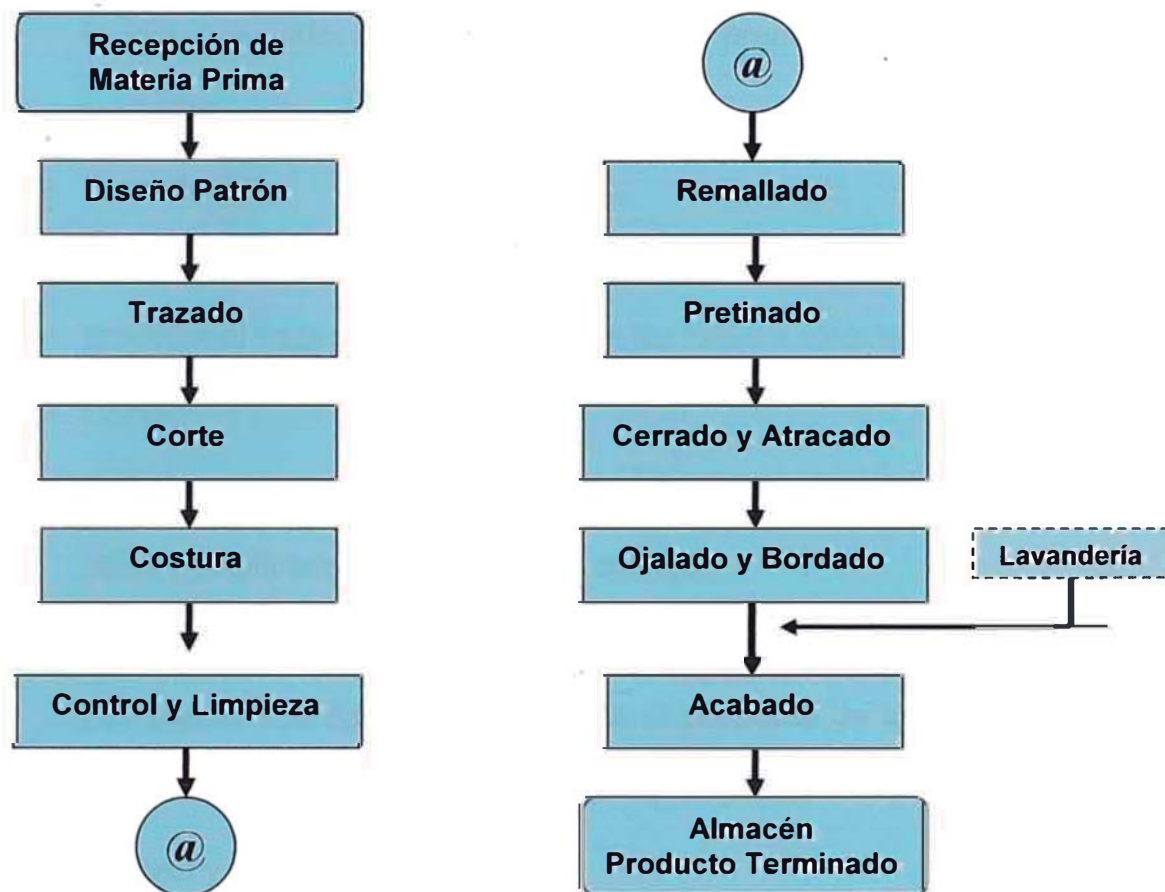 Recepción de
Materia Prima
Diseño Patrón
Trazado
Corte
Costura
Control y Limpieza
@
@
Remallado
Pretinado
Cerrado y Atracado
Ojalado y Bordado
Lavandería
Acabado
Almacén
Producto Terminado